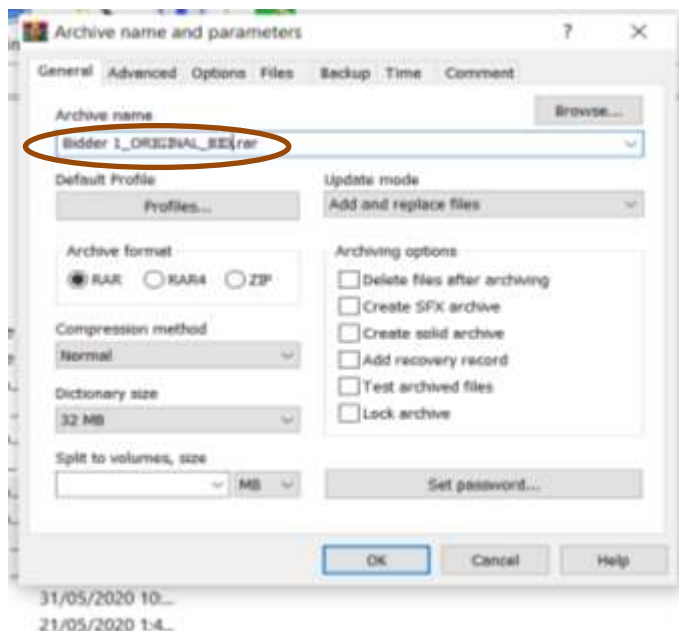 Archive name and parameters ? ×
General Advanced Options Files Backup Time Comment
Archive name Browse...
Bidder 1_ORIGINAL_BID.rar
Default Profile Update mode
Profiles... Add and replace files
Archive format Archiving options
RAR RAR4 ZIP Delete files after archiving
Create SFX archive
Compression method Create solid archive
Normal Add recovery record
Dictionary size Test archived files
32 MB Lock archive
Split to volumes, size
MB Set password...
OK Cancel Help
31/05/2020 10:...
21/05/2020 1:4...